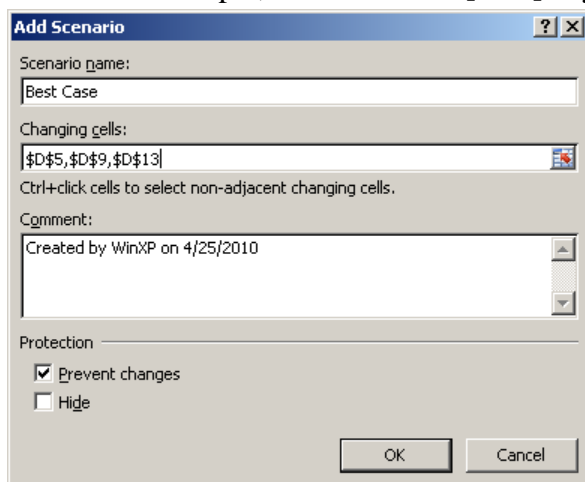 Add Scenario
Scenario name:
Best Case
Changing cells:
$D$5,$D$9,$D$13
Ctrl+click cells to select non-adjacent changing cells.
Comment:
Created by WinXP on 4/25/2010
Protection
Prevent changes
Hide
OK Cancel